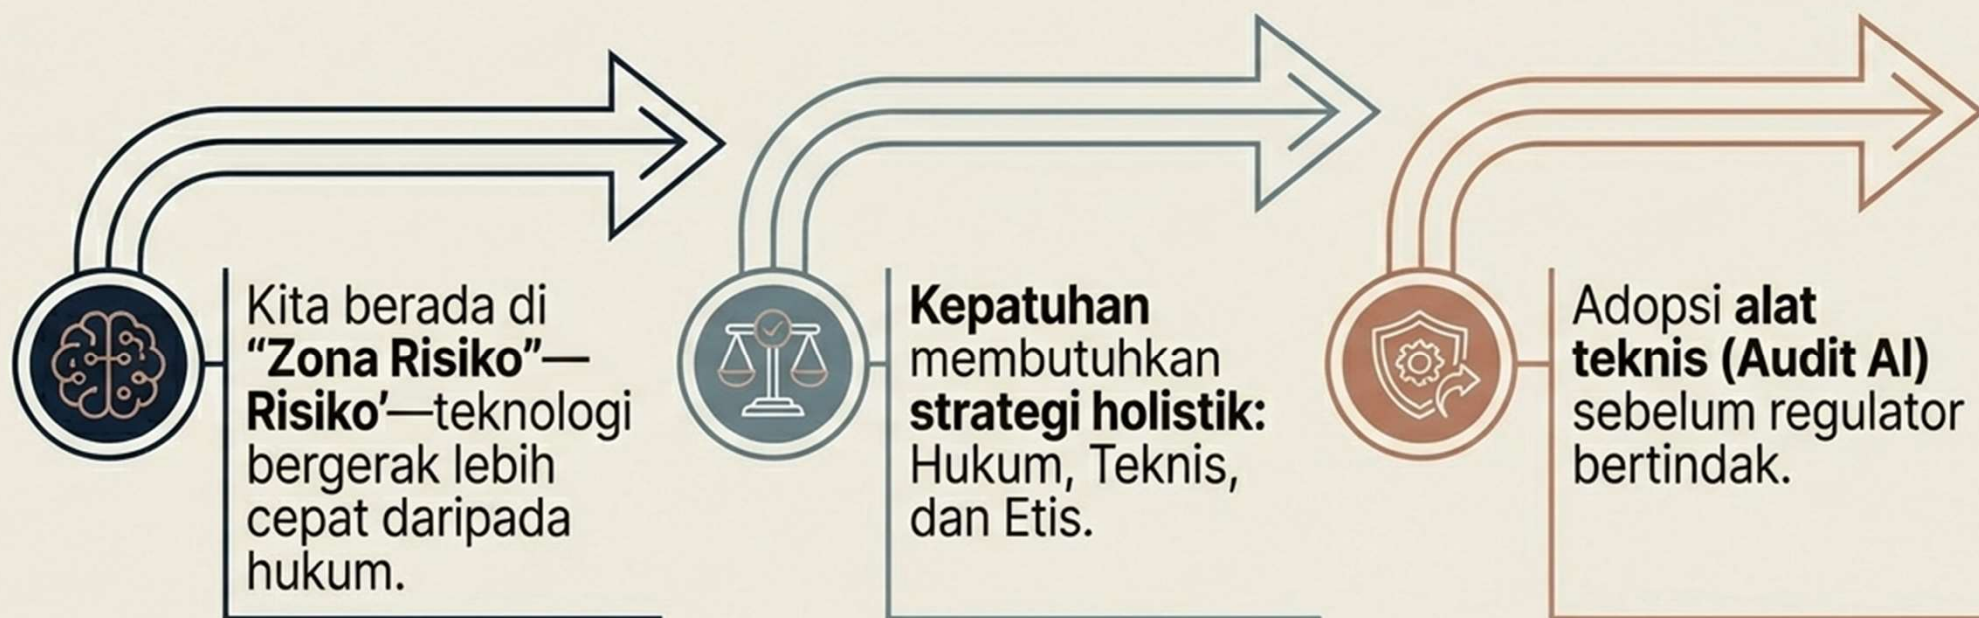 Kita berada di
“Zona Risiko”—
Risiko’—teknologi
bergerak lebih
cepat daripada
hukum.
Kepatuhan
membutuhkan
strategi holistik:
Hukum, Teknis,
dan Etis.
Adopsi alat
teknis (Audit AI)
sebelum regulator
bertindak.